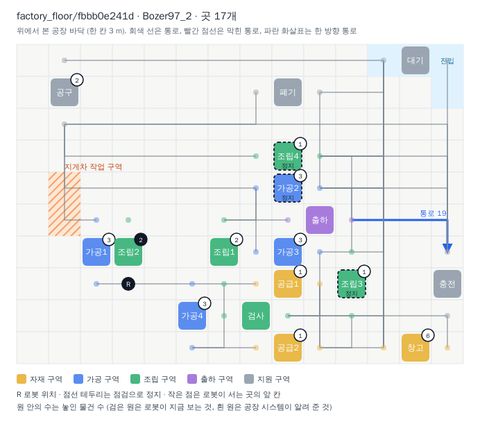 factory_floor/fbbb0e241d · Bozer97_2 · 곳 17개
위에서 본 공장 바닥 (한 칸 3 m). 회색 선은 통로, 빨간 점선은 막힌 통로, 파란 화살표는 한 방향 통로
대기
진입
공구 2
폐기
조립4 1
정지
지게차 작업 구역
가공2 3
정지
출하
통로 19
가공1 3
조립2 2
조립1 2
가공3 3
R
공급1 1
조립3 1
정지
충전
가공4 3
검사
공급2 1
창고 6
자재 구역
가공 구역
조립 구역
출하 구역
지원 구역
R 로봇 위치 · 점선 테두리는 점검으로 정지 · 작은 점은 로봇이 서는 곳의 앞 칸
원 안의 수는 놓인 물건 수 (검은 원은 로봇이 지금 보는 것, 흰 원은 공장 시스템이 알려 준 것)